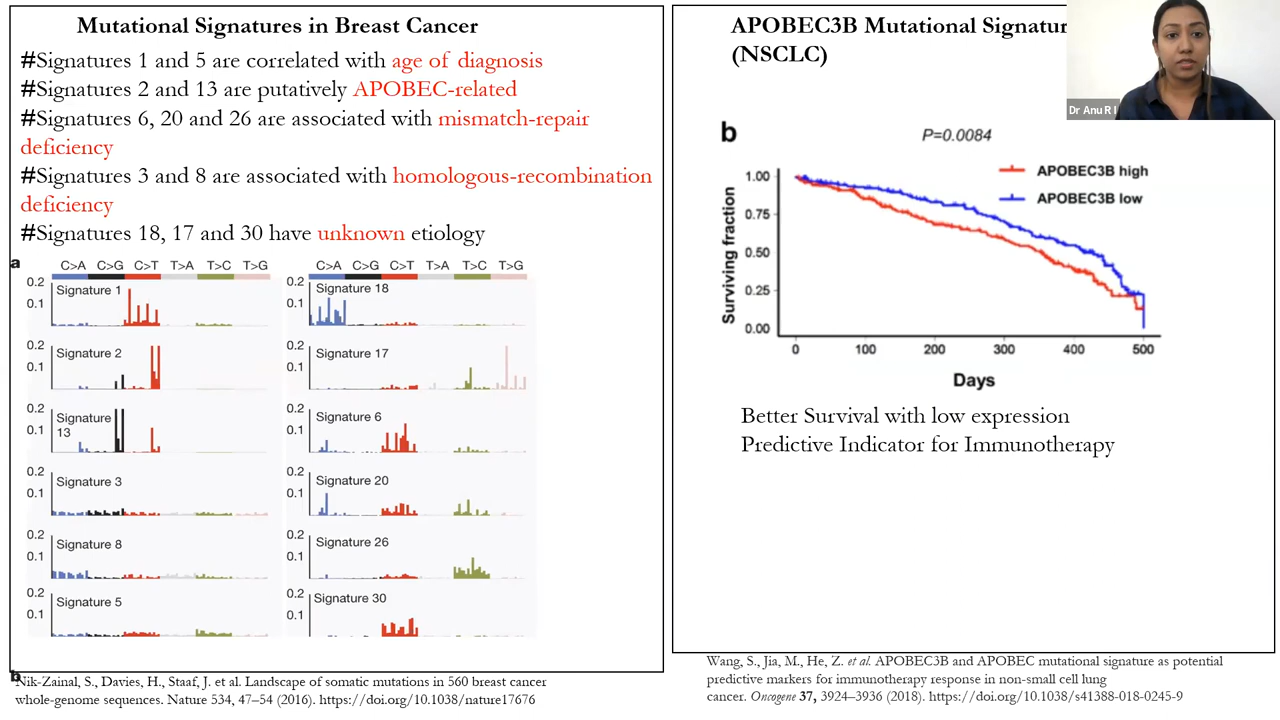 Mutational Signatures in Breast Cancer
#Signatures 1 and 5 are correlated with age of diagnosis
#Signatures 2 and 13 are putatively APOBEC-related
#Signatures 6, 20 and 26 are associated with mismatch-repair
deficiency
#Signatures 3 and 8 are associated with homologous-recombination
deficiency
#Signatures 18, 17 and 30 have unknown etiology
a
C>A C>G C>T T>A T>C T>G
0.2
0.1
Signature 1
0.2
0.1
Signature 2
0.2
0.1
Signature
13
0.2
0.1
Signature 3
0.2
0.1
Signature 8
0.2
0.1
Signature 5
C>A C>G C>T T>A T>C T>G
0.2
0.1
Signature 18
0.2
0.1
Signature 17
0.2
0.1
Signature 6
0.2
0.1
Signature 20
0.2
0.1
Signature 26
0.2
0.1
Signature 30
b
Nik-Zainal, S., Davies, H., Staaf, J. et al. Landscape of somatic mutations in 560 breast cancer
whole-genome sequences. Nature 534, 47–54 (2016). https://doi.org/10.1038/nature17676
APOBEC3B Mutational Signatur
(NSCLC)
Dr Anu R I
b
P=0.0084
APOBEC3B high
APOBEC3B low
Surviving fraction
1.00
0.75
0.50
0.25
0.00
0 100 200 300 400 500
Days
Better Survival with low expression
Predictive Indicator for Immunotherapy
Wang, S., Jia, M., He, Z. et al. APOBEC3B and APOBEC mutational signature as potential
predictive markers for immunotherapy response in non-small cell lung
cancer. Oncogene 37, 3924–3936 (2018). https://doi.org/10.1038/s41388-018-0245-9